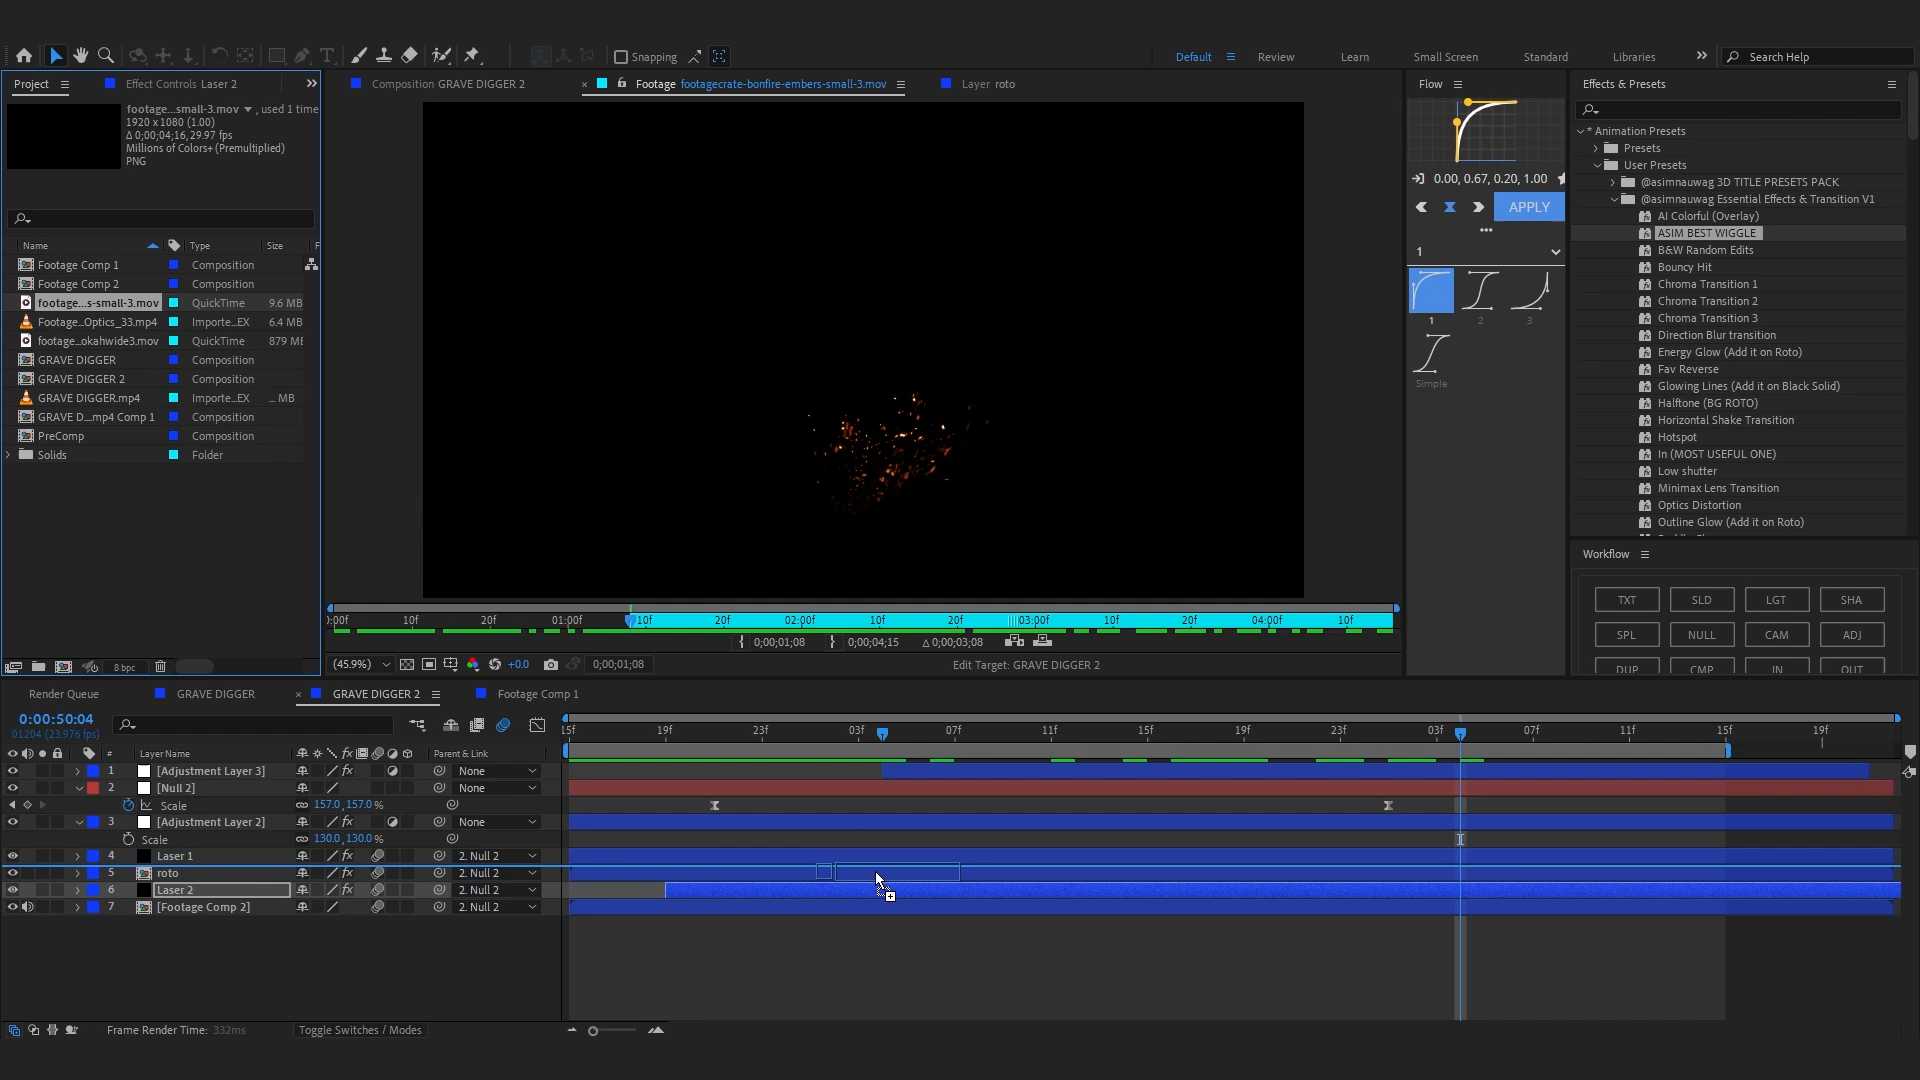 Snapping
Default
Review
Learn
Small Screen
Standard
Libraries
Search Help
Project
Effect Controls Laser 2
Composition GRAVE DIGGER 2
Footage footagecrate-bonfire-embers-small-3.mov
Layer roto
Flow
Effects & Presets
footage...small-3.mov , used 1 time
1920 x 1080 (1.00)
Δ 0;00;04;16, 29.97 fps
Millions of Colors+ (Premultiplied)
PNG
Name
Type
Size
F
Footage Comp 1 Composition
Footage Comp 2 Composition
footage...s-small-3.mov QuickTime 9.6 MB
Footage...Optics_33.mp4 Importe...EX 6.4 MB
footage...okahwide3.mov QuickTime 879 ME
GRAVE DIGGER Composition
GRAVE DIGGER 2 Composition
GRAVE DIGGER.mp4 Importe...EX ... MB
GRAVE D....mp4 Comp 1 Composition
PreComp Composition
Solids Folder
8 bpc
0.00, 0.67, 0.20, 1.00
APPLY
1
1
2
3
Simple
* Animation Presets
Presets
User Presets
@asimnauwag 3D TITLE PRESETS PACK
@asimnauwag Essential Effects & Transition V1
AI Colorful (Overlay)
ASIM BEST WIGGLE
B&W Random Edits
Bouncy Hit
Chroma Transition 1
Chroma Transition 2
Chroma Transition 3
Direction Blur transition
Energy Glow (Add it on Roto)
Fav Reverse
Glowing Lines (Add it on Black Solid)
Halftone (BG ROTO)
Horizontal Shake Transition
Hotspot
In (MOST USEFUL ONE)
Low shutter
Minimax Lens Transition
Optics Distortion
Outline Glow (Add it on Roto)
Workflow
TXT SLD LGT SHA
SPL NULL CAM ADJ
DUP CMP IN OUT
):00f 10f 20f 01:00f 10f 20f 02:00f 10f 20f 03:00f 10f 20f 04:00f 10f
0;00;01;08 0;00;04;15 Δ 0;00;03;08
(45.9%) +0.0 0;00;01;08 Edit Target: GRAVE DIGGER 2
Render Queue
GRAVE DIGGER
GRAVE DIGGER 2
Footage Comp 1
0:00:50:04
01204 (23.976 fps)
15f 19f 23f 03f 07f 11f 15f 19f 23f 03f 07f 11f 15f 19f
# Layer Name Parent & Link
1 [Adjustment Layer 3] None
2 [Null 2] None
Scale 157.0, 157.0 %
3 [Adjustment Layer 2] None
Scale 130.0, 130.0 %
4 Laser 1 2. Null 2
5 roto 2. Null 2
6 Laser 2 2. Null 2
7 [Footage Comp 2] 2. Null 2
Frame Render Time: 332ms
Toggle Switches / Modes